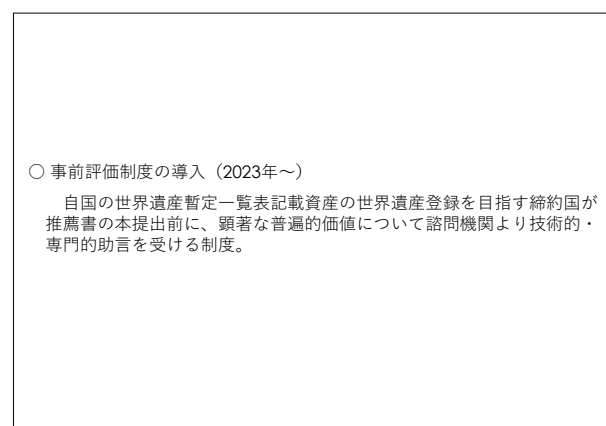 ○ 事前評価制度の導入（2023年～）
自国の世界遺産暫定一覧表記載資産の世界遺産登録を目指す締約国が
推薦書の本提出前に、顕著な普遍的価値について諮問機関より技術的・
専門的助言を受ける制度。